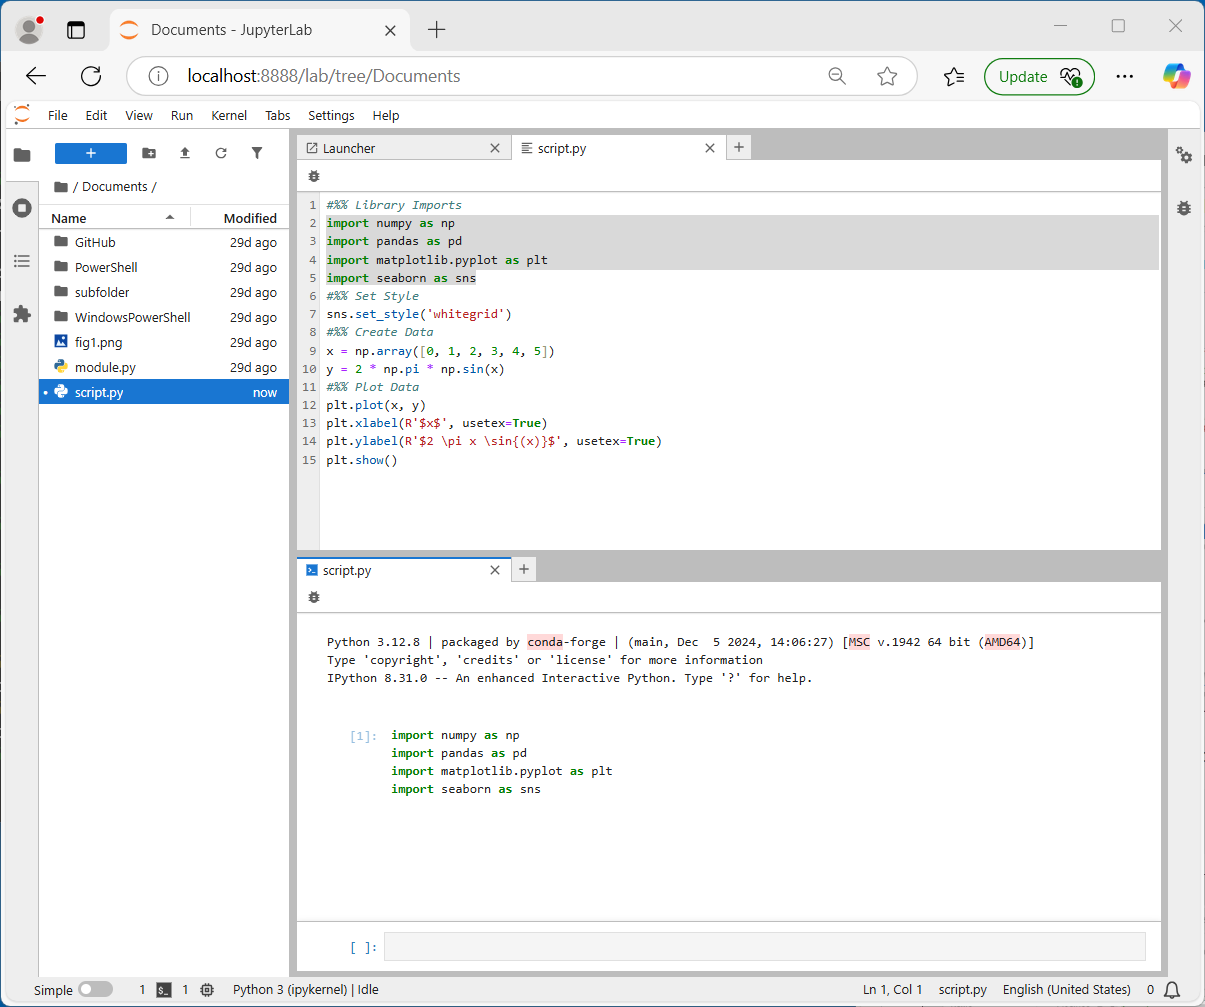 Documents - JupyterLab
localhost:8888/lab/tree/Documents
Update
File Edit View Run Kernel Tabs Settings Help
Launcher
script.py
/ Documents /
Name Modified
GitHub 29d ago
PowerShell 29d ago
subfolder 29d ago
WindowsPowerShell 29d ago
fig1.png 29d ago
module.py 29d ago
script.py now
1 #%% Library Imports
2 import numpy as np
3 import pandas as pd
4 import matplotlib.pyplot as plt
5 import seaborn as sns
6 #%% Set Style
7 sns.set_style('whitegrid')
8 #%% Create Data
9 x = np.array([0, 1, 2, 3, 4, 5])
10 y = 2 * np.pi * np.sin(x)
11 #%% Plot Data
12 plt.plot(x, y)
13 plt.xlabel(R'$x$', usetex=True)
14 plt.ylabel(R'$2 \pi x \sin{(x)}$', usetex=True)
15 plt.show()
script.py
Python 3.12.8 | packaged by conda-forge | (main, Dec  5 2024, 14:06:27) [MSC v.1942 64 bit (AMD64)]
Type 'copyright', 'credits' or 'license' for more information
IPython 8.31.0 -- An enhanced Interactive Python. Type '?' for help.
[1]: import numpy as np
import pandas as pd
import matplotlib.pyplot as plt
import seaborn as sns
[ ]:
Simple 1 $_ 1 Python 3 (ipykernel) | Idle Ln 1, Col 1 script.py English (United States) 0